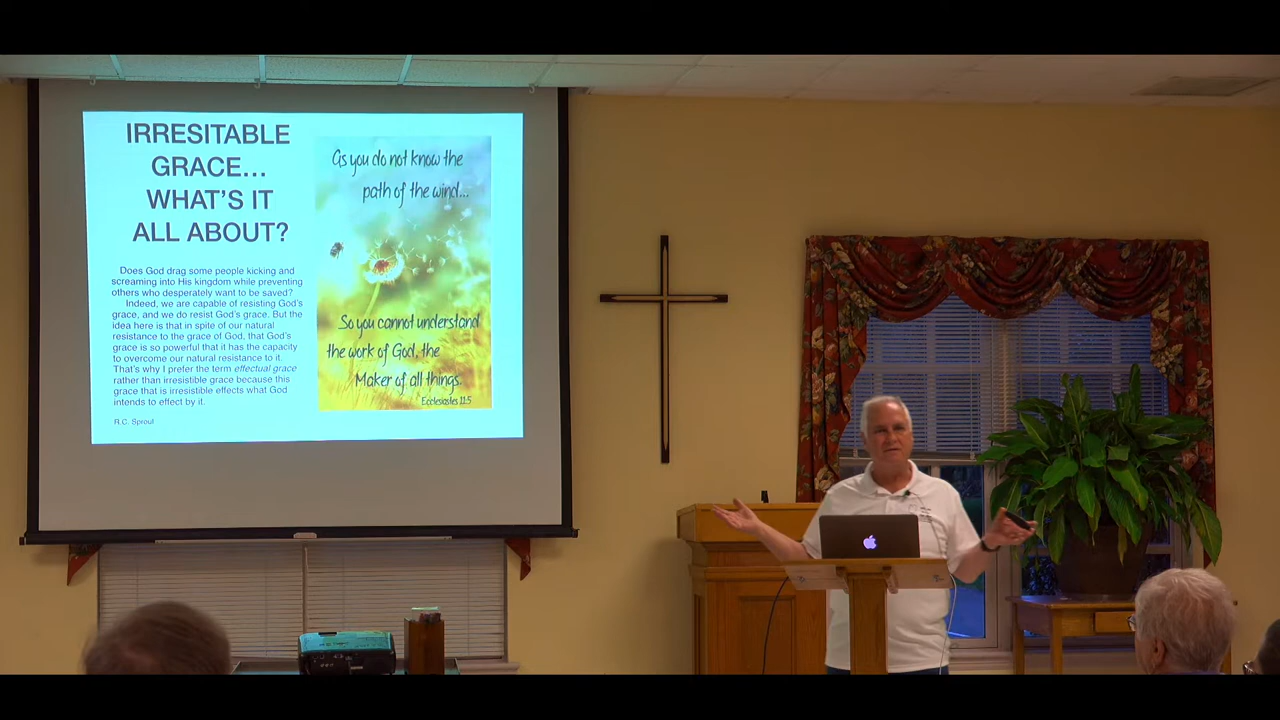 IRRESITABLE
GRACE...
WHAT'S IT
ALL ABOUT?
Does God drag some people kicking and
screaming into His kingdom while preventing
others who desperately want to be saved?
Indeed, we are capable of resisting God's
grace, and we do resist God's grace. But the
idea here is that in spite of our natural
resistance to the grace of God, that God's
grace is so powerful that it has the capacity
to overcome our natural resistance to it.
That's why I prefer the term effectual grace
rather than irresistible grace because this
grace that is irresistible effects what God
intends to effect by it.
R.C. Sproul
As you do not know the
path of the wind...
So you cannot understand
the work of God, the
Maker of all things.
Ecclesiastes 11:5